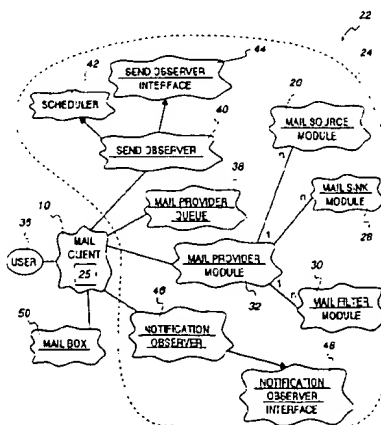 22
24
44
42
SEND OBSERVER
INTERFACE
SCHEDULER
20
40
MAIL SOURCE
MODULE
SEND OBSERVER
38
MAIL PROVIDER
QUEUE
MAIL SINK
MODULE
28
10
36
MAIL
CLIENT
25
USER
MAIL PROVIDER
MODULE
32
30
MAIL FILTER
MODULE
1
n
1
n
1
n
46
50
NOTIFICATION
OBSERVER
MAIL BOX
48
NOTIFICATION
OBSERVER
INTERFACE